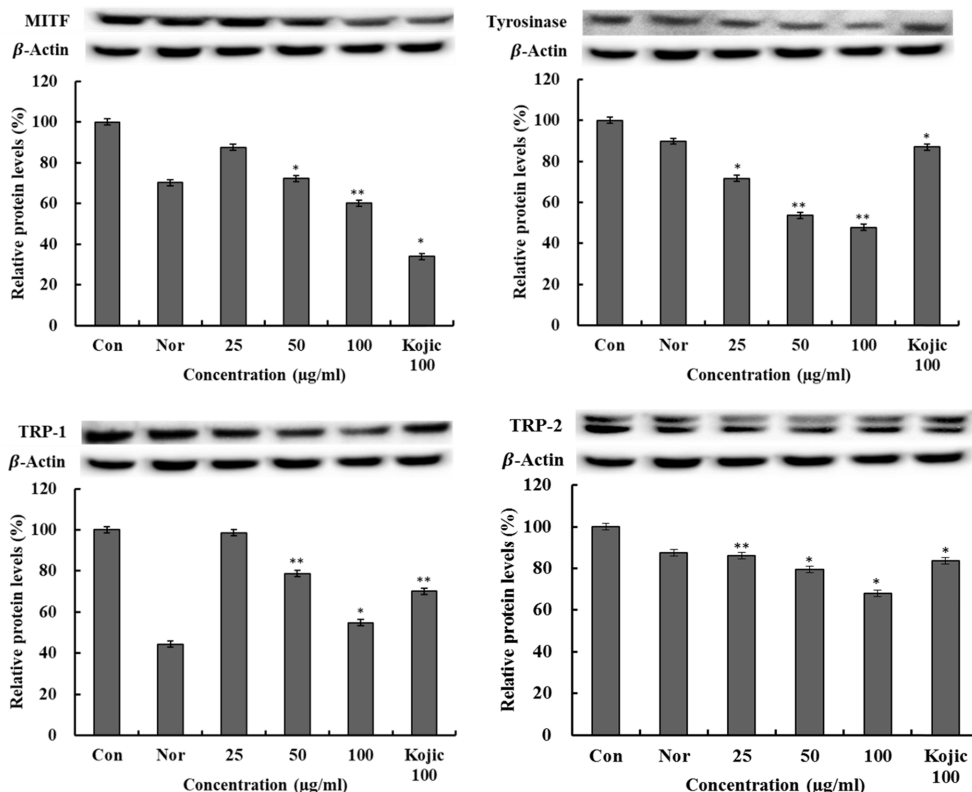 MITF
β-Actin
Relative protein levels (%)
120
100
80
60
40
20
0
*
**
*
Con Nor 25 50 100 Kojic
100
Concentration (μg/ml)
Tyrosinase
β-Actin
Relative protein levels (%)
120
100
80
60
40
20
0
*
**
**
*
Con Nor 25 50 100 Kojic
100
Concentration (μg/ml)
TRP-1
β-Actin
Relative protein levels (%)
120
100
80
60
40
20
0
**
*
**
Con Nor 25 50 100 Kojic
100
Concentration (μg/ml)
TRP-2
β-Actin
Relative protein levels (%)
120
100
80
60
40
20
0
**
*
*
*
Con Nor 25 50 100 Kojic
100
Concentration (μg/ml)